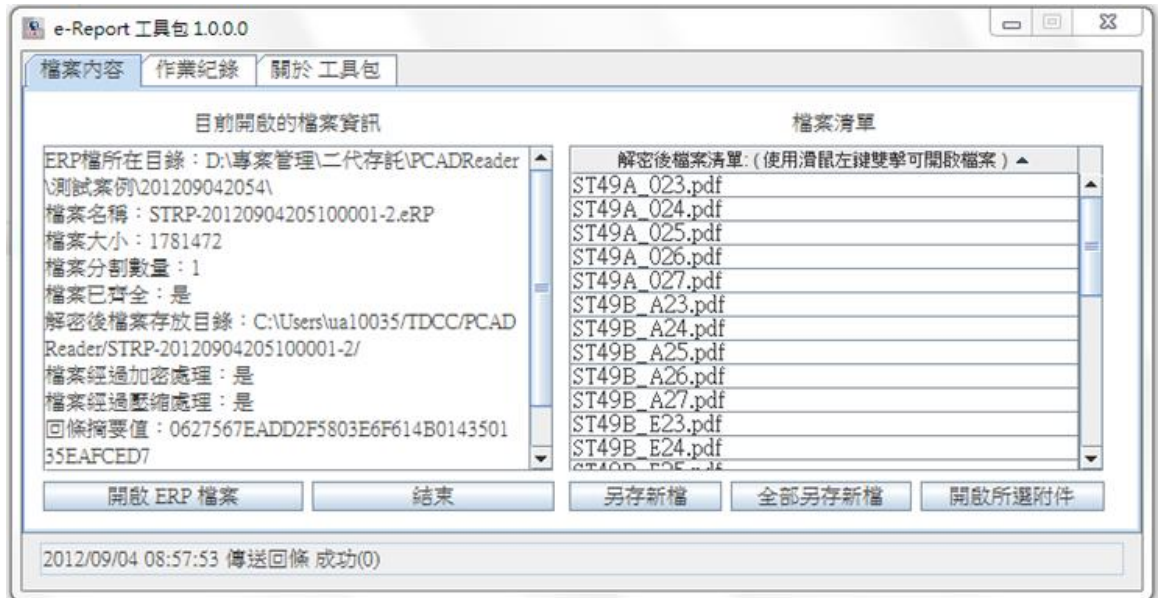 e-Report 工具包 1.0.0.0
檔案內容 作業紀錄 關於 工具包
目前開啟的檔案資訊
ERP檔所在目錄：D:\專案管理\二代存託\PCADReader
\測試案例\201209042054\
檔案名稱：STRP-20120904205100001-2.eRP
檔案大小：1781472
檔案分割數量：1
檔案已齊全：是
解密後檔案存放目錄：C:\Users\ua10035/TDCC/PCAD
Reader/STRP-20120904205100001-2/
檔案經過加密處理：是
檔案經過壓縮處理：是
回條摘要值：0627567EADD2F5803E6F614B0143501
35EAFCED7
開啟 ERP 檔案 結束
檔案清單
解密後檔案清單: ( 使用滑鼠左鍵雙擊可開啟檔案 )
ST49A_023.pdf
ST49A_024.pdf
ST49A_025.pdf
ST49A_026.pdf
ST49A_027.pdf
ST49B_A23.pdf
ST49B_A24.pdf
ST49B_A25.pdf
ST49B_A26.pdf
ST49B_A27.pdf
ST49B_E23.pdf
ST49B_E24.pdf
另存新檔 全部另存新檔 開啟所選附件
2012/09/04 08:57:53 傳送回條 成功(0)